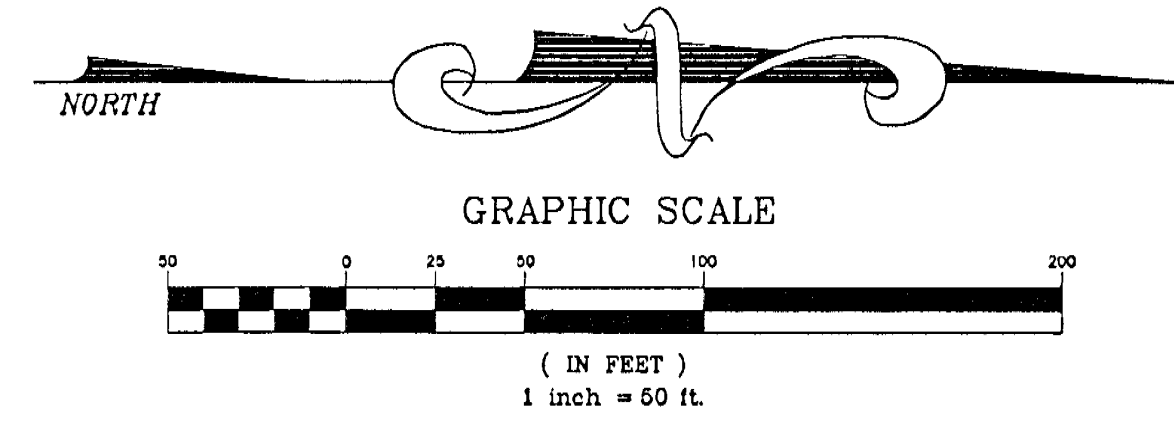 NORTH
GRAPHIC SCALE
50 0 25 50 100 200
( IN FEET )
1 inch = 50 ft.